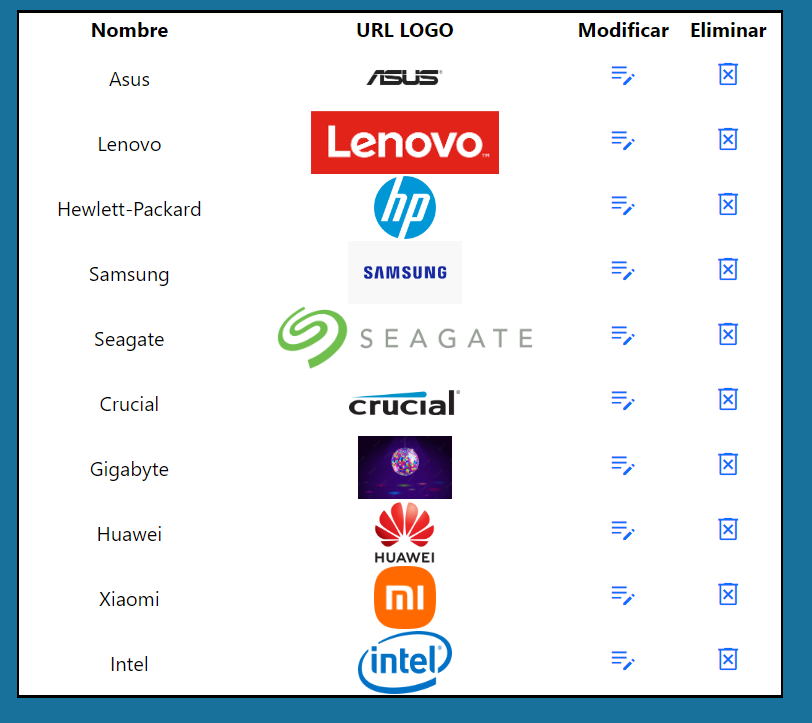 Nombre URL LOGO Modificar Eliminar
Asus ASUS®
Lenovo Lenovo™
Hewlett-Packard hp
Samsung SAMSUNG
Seagate SEAGATE
Crucial crucial®
Gigabyte
Huawei HUAWEI
Xiaomi MI
Intel intel®